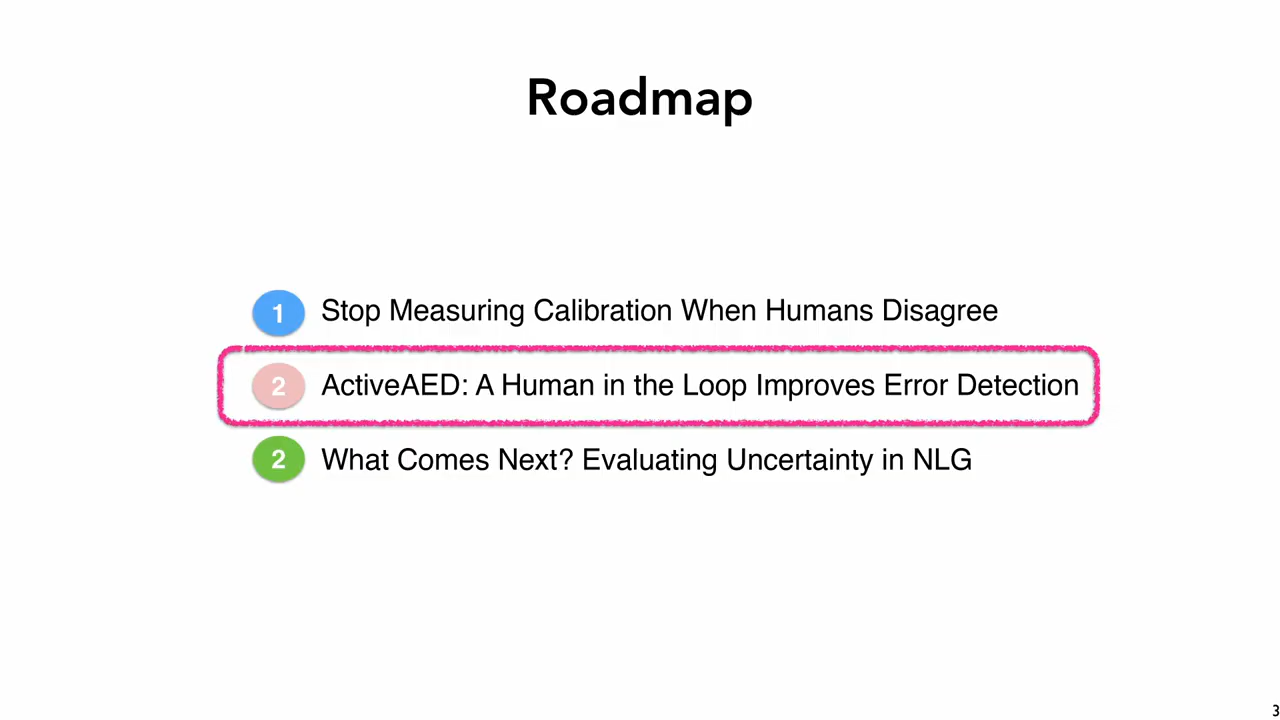 Roadmap
1 Stop Measuring Calibration When Humans Disagree
2 ActiveAED: A Human in the Loop Improves Error Detection
2 What Comes Next? Evaluating Uncertainty in NLG
3